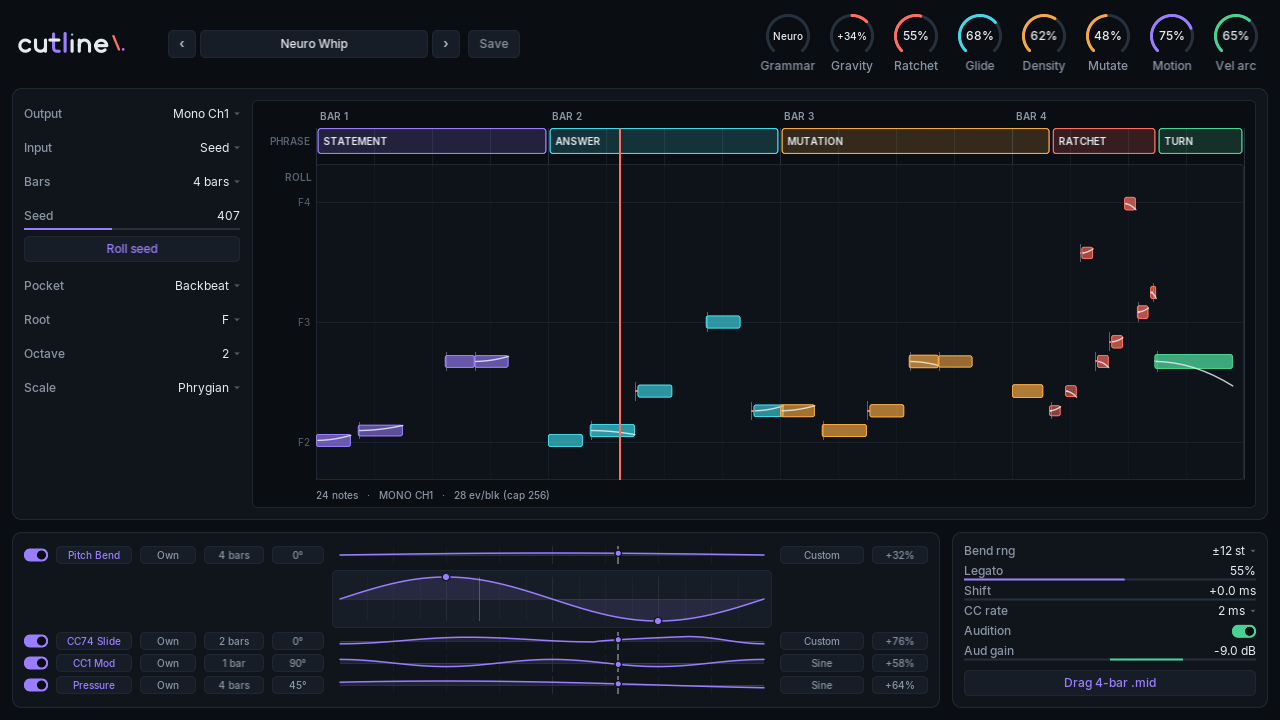 cutline\.
‹ Neuro Whip › Save
Neuro +34% 55% 68% 62% 48% 75% 65%
Grammar Gravity Ratchet Glide Density Mutate Motion Vel arc
Output Mono Ch1
Input Seed
Bars 4 bars
Seed 407
Roll seed
Pocket Backbeat
Root F
Octave 2
Scale Phrygian
BAR 1 BAR 2 BAR 3 BAR 4
PHRASE STATEMENT ANSWER MUTATION RATCHET TURN
ROLL
F4
F3
F2
24 notes · MONO CH1 · 28 ev/blk (cap 256)
Pitch Bend Own 4 bars 0° Custom +32%
CC74 Slide Own 2 bars 0° Custom +76%
CC1 Mod Own 1 bar 90° Sine +58%
Pressure Own 4 bars 45° Sine +64%
Bend rng ±12 st
Legato 55%
Shift +0.0 ms
CC rate 2 ms
Audition
Aud gain -9.0 dB
Drag 4-bar .mid